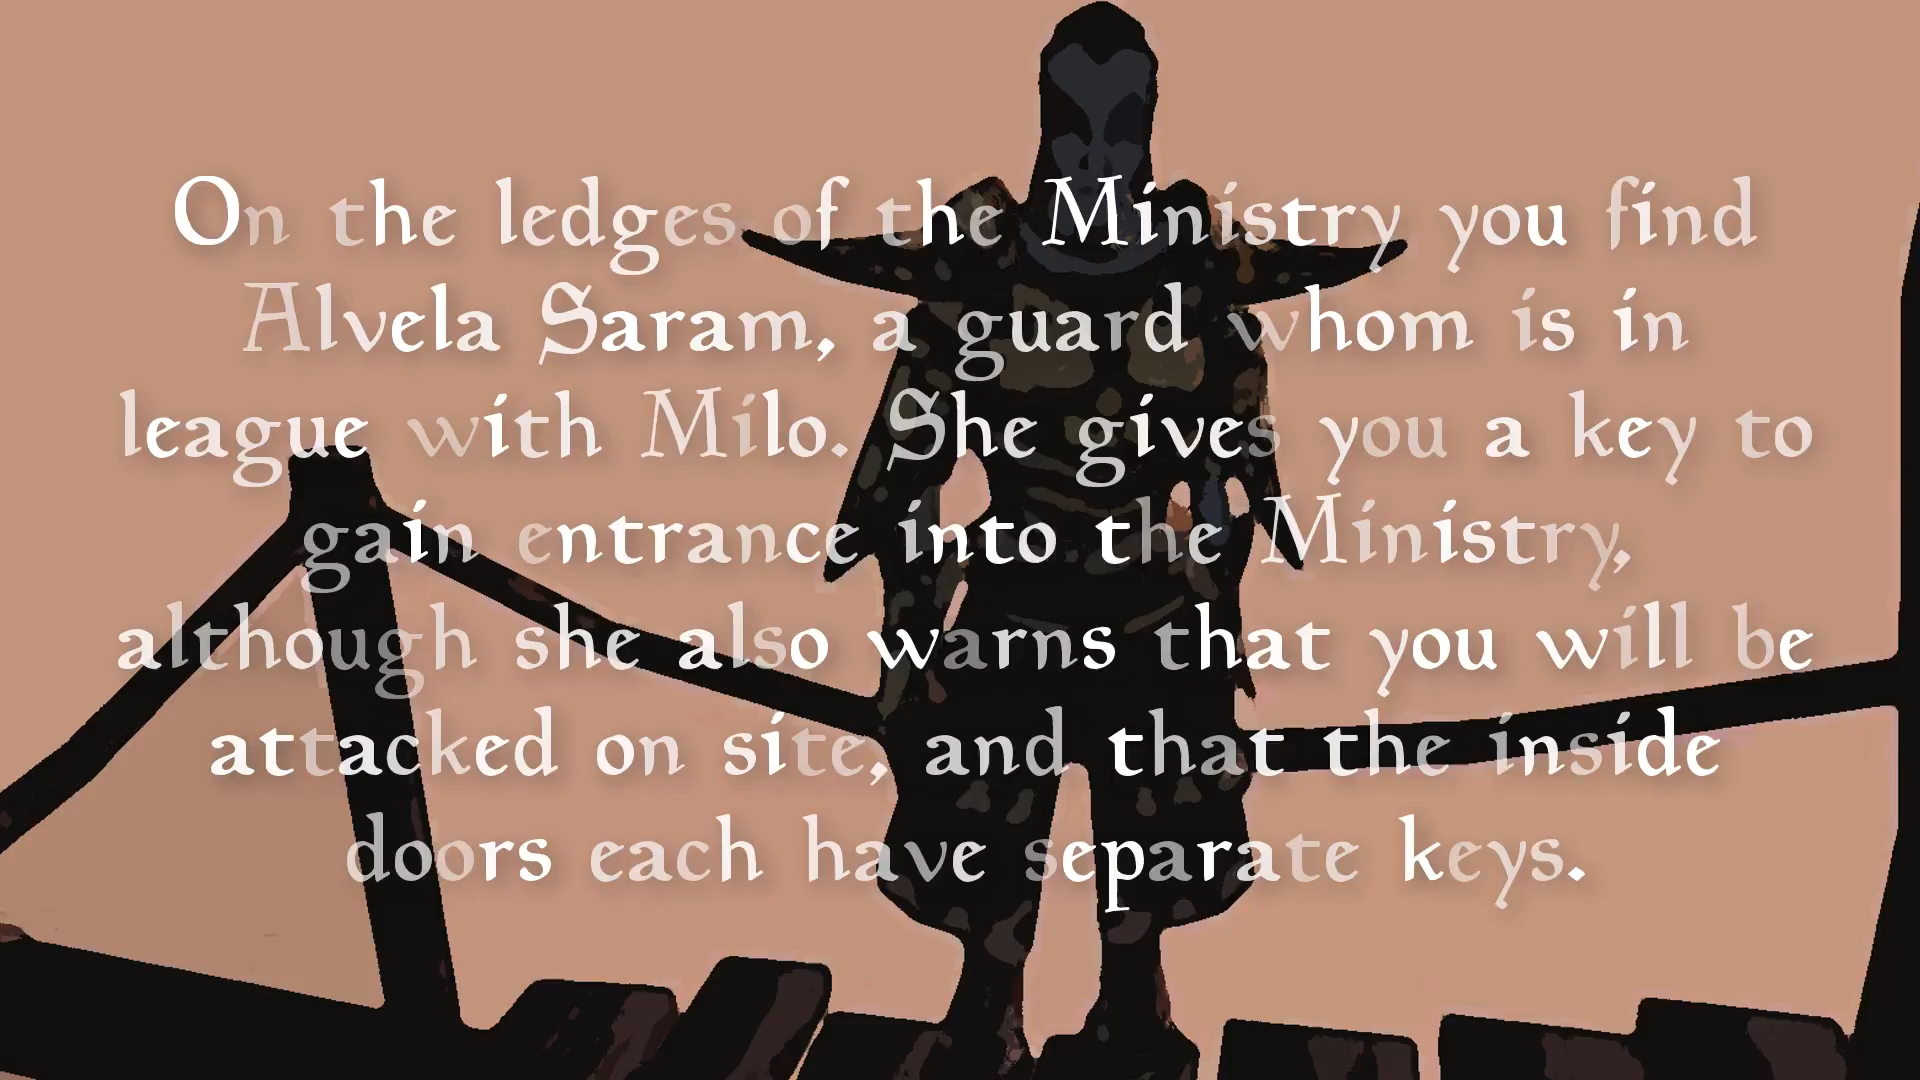 On the ledges of the Ministry you find
Alvela Saram, a guard whom is in
league with Milo. She gives you a key to
gain entrance into the Ministry,
although she also warns that you will be
attacked on site, and that the inside
doors each have separate keys.